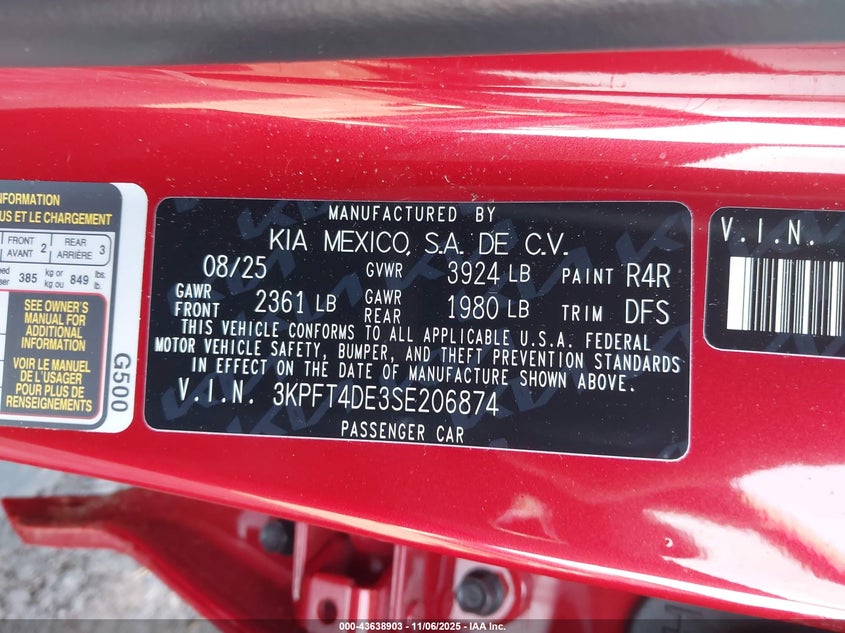 INFORMATION
US ET LE CHARGEMENT
FRONT AVANT 2 REAR ARRIÈRE 3
385 kg or kg ou 849 lb. lb.
SEE OWNER'S
MANUAL FOR
ADDITIONAL
INFORMATION
VOIR LE MANUEL
DE L'USAGER
POUR PLUS DE
RENSEIGNEMENTS
G500
MANUFACTURED BY
KIA MEXICO, S.A. DE C.V.
08/25 GVWR 3924 LB PAINT R4R
GAWR FRONT 2361 LB GAWR REAR 1980 LB TRIM DFS
THIS VEHICLE CONFORMS TO ALL APPLICABLE U.S.A. FEDERAL
MOTOR VEHICLE SAFETY, BUMPER, AND THEFT PREVENTION STANDARDS
IN EFFECT ON THE DATE OF MANUFACTURE SHOWN ABOVE.
V.I.N. 3KPFT4DE3SE206874
PASSENGER CAR
V.I.N.
000-43638903 - 11/06/2025 - IAA Inc.